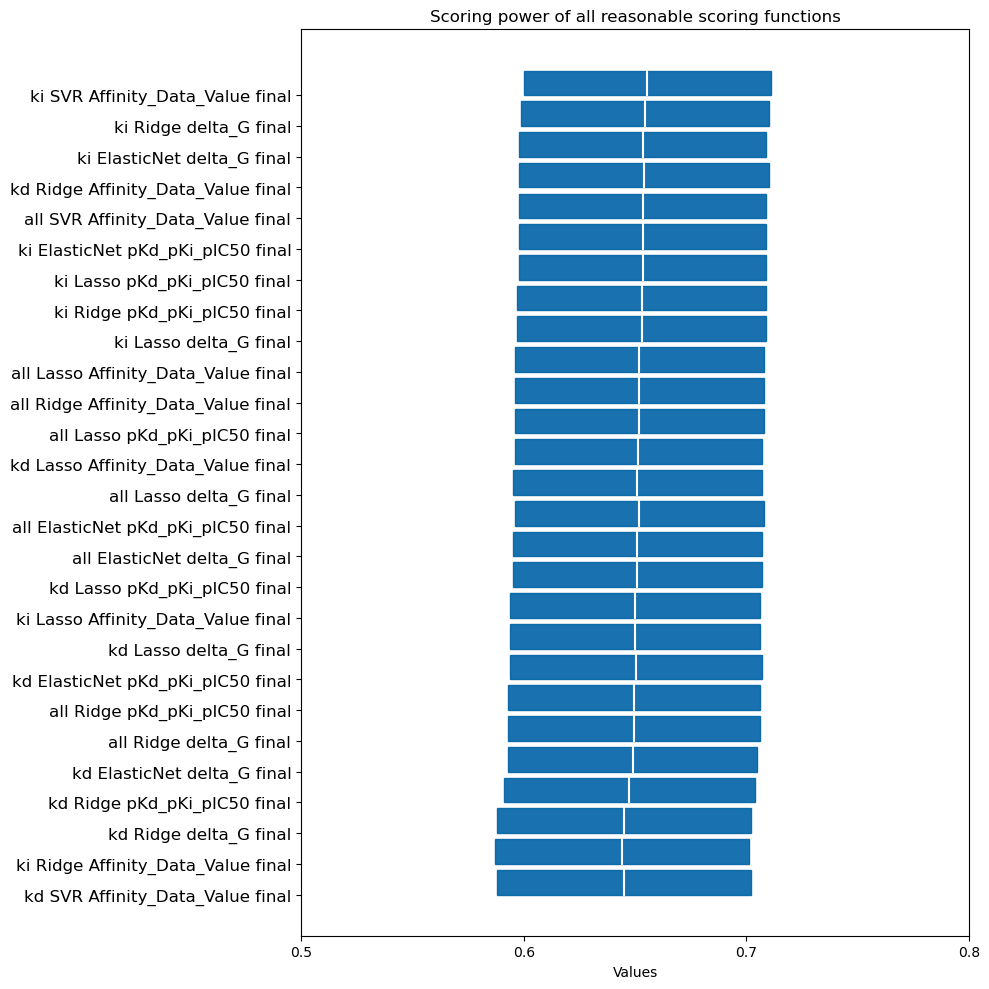 Scoring power of all reasonable scoring functions
ki SVR Affinity_Data_Value final
ki Ridge delta_G final
ki ElasticNet delta_G final
kd Ridge Affinity_Data_Value final
all SVR Affinity_Data_Value final
ki ElasticNet pKd_pKi_pIC50 final
ki Lasso pKd_pKi_pIC50 final
ki Ridge pKd_pKi_pIC50 final
ki Lasso delta_G final
all Lasso Affinity_Data_Value final
all Ridge Affinity_Data_Value final
all Lasso pKd_pKi_pIC50 final
kd Lasso Affinity_Data_Value final
all Lasso delta_G final
all ElasticNet pKd_pKi_pIC50 final
all ElasticNet delta_G final
kd Lasso pKd_pKi_pIC50 final
ki Lasso Affinity_Data_Value final
kd Lasso delta_G final
kd ElasticNet pKd_pKi_pIC50 final
all Ridge pKd_pKi_pIC50 final
all Ridge delta_G final
kd ElasticNet delta_G final
kd Ridge pKd_pKi_pIC50 final
kd Ridge delta_G final
ki Ridge Affinity_Data_Value final
kd SVR Affinity_Data_Value final
0.5 0.6 0.7 0.8
Values